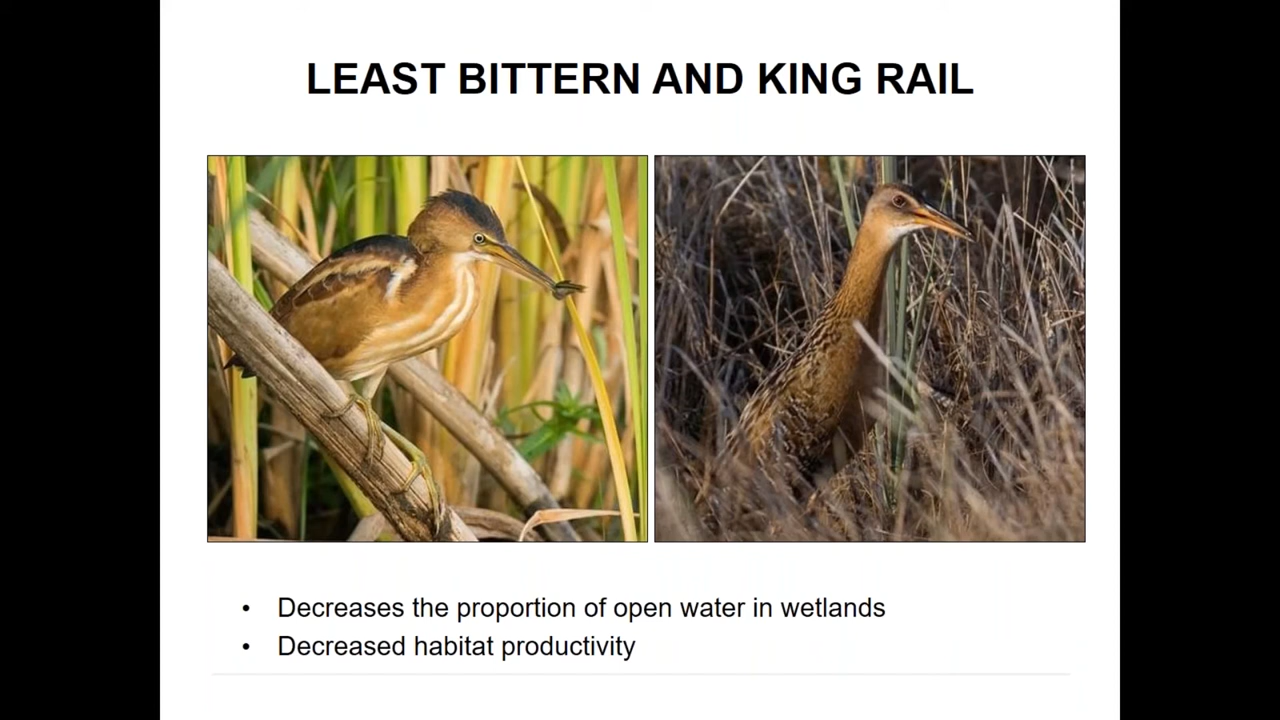 LEAST BITTERN AND KING RAIL
• Decreases the proportion of open water in wetlands
• Decreased habitat productivity